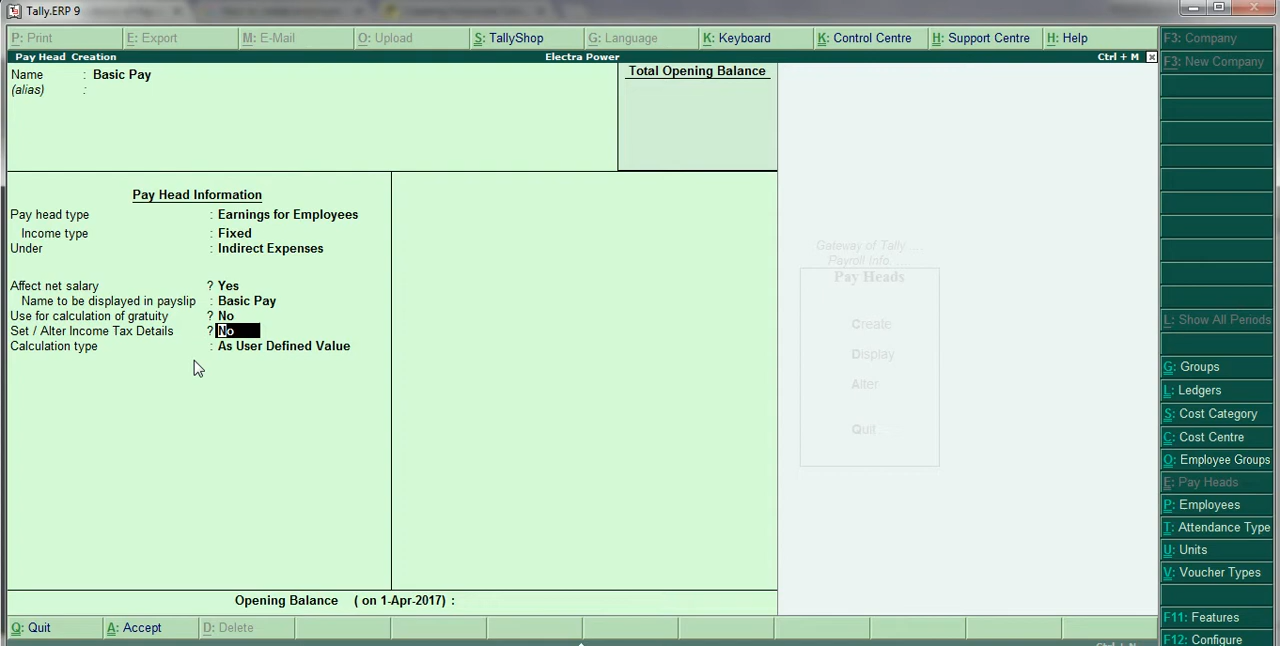 Tally.ERP 9
P: Print
E: Export
M: E-Mail
O: Upload
S: TallyShop
G: Language
K: Keyboard
K: Control Centre
H: Support Centre
H: Help
Pay Head Creation
Electra Power
Ctrl + M
Name : Basic Pay
(alias) :
Total Opening Balance
Pay Head Information
Pay head type : Earnings for Employees
Income type : Fixed
Under : Indirect Expenses
Affect net salary ? Yes
Name to be displayed in payslip : Basic Pay
Use for calculation of gratuity ? No
Set / Alter Income Tax Details ? No
Calculation type : As User Defined Value
Opening Balance ( on 1-Apr-2017) :
Gateway of Tally ....
Payroll Info. ...
Pay Heads
Create
Display
Alter
Quit
F3: Company
F3: New Company
L: Show All Periods
G: Groups
L: Ledgers
S: Cost Category
C: Cost Centre
O: Employee Groups
E: Pay Heads
P: Employees
T: Attendance Type
U: Units
V: Voucher Types
F11: Features
F12: Configure
Q: Quit
A: Accept
D: Delete